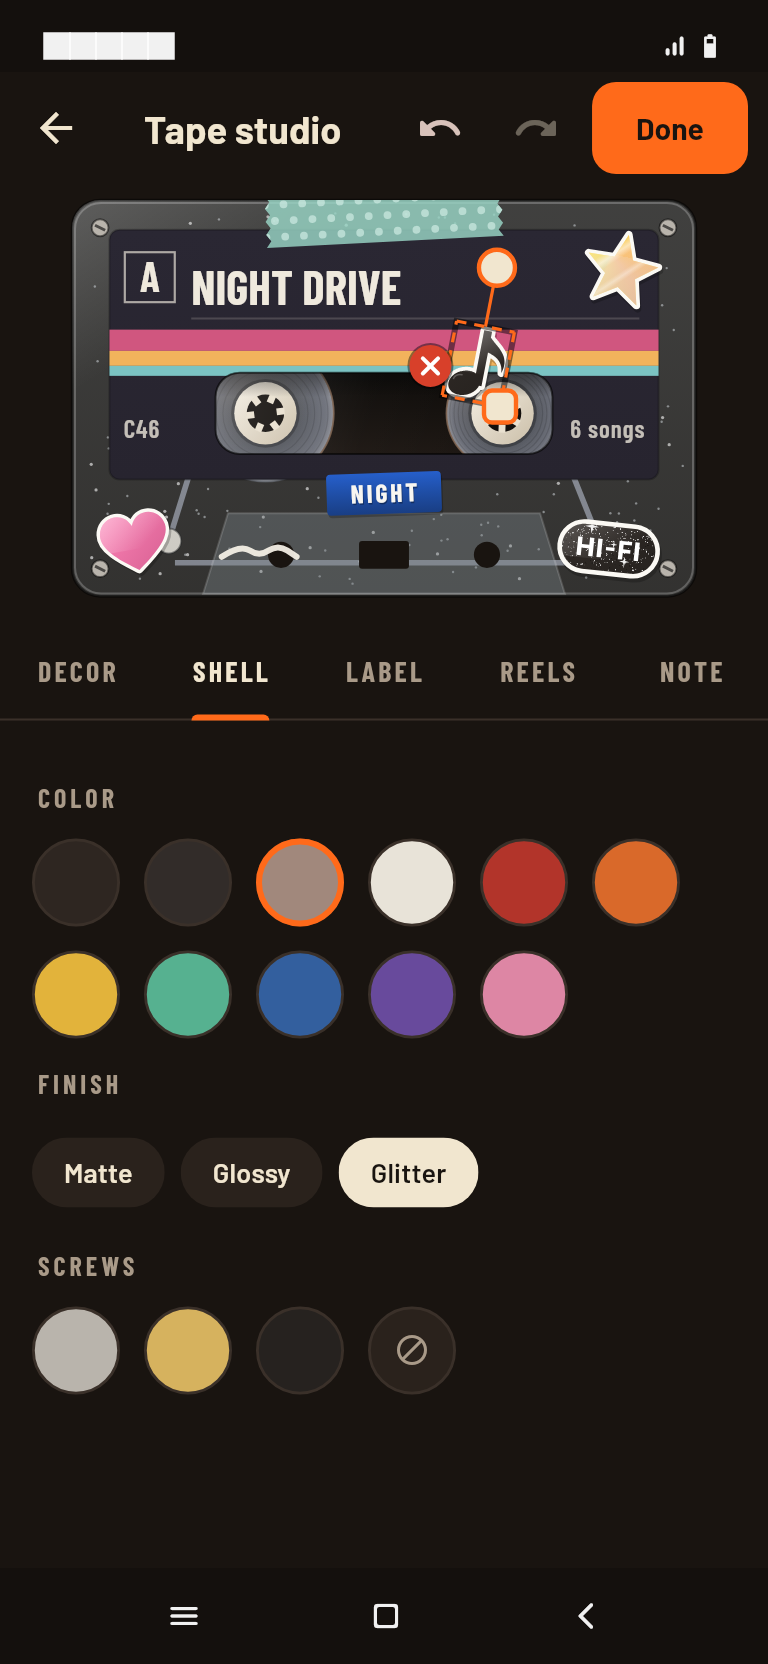 Tape studio
Done
A
NIGHT DRIVE
C46
6 songs
NIGHT
HI-FI
DECOR
SHELL
LABEL
REELS
NOTE
COLOR
FINISH
Matte
Glossy
Glitter
SCREWS